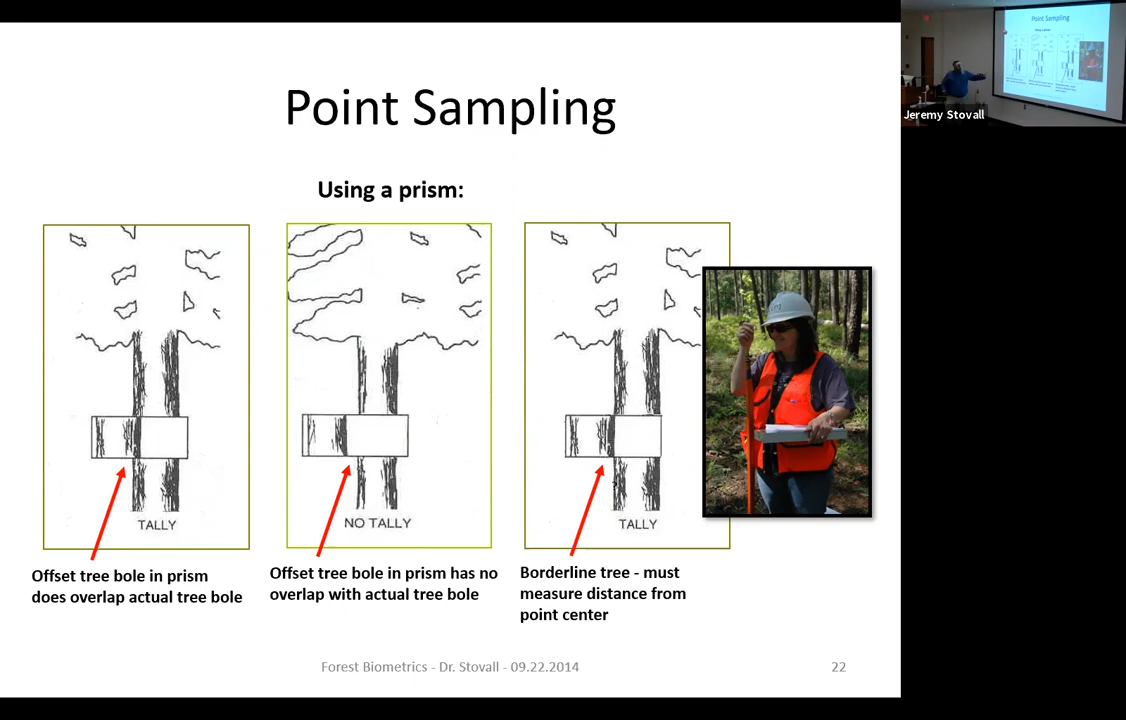 Point Sampling
Using a prism:
TALLY
NO TALLY
TALLY
Offset tree bole in prism
does overlap actual tree bole
Offset tree bole in prism has no
overlap with actual tree bole
Borderline tree - must
measure distance from
point center
Forest Biometrics - Dr. Stovall - 09.22.2014
22
Point Sampling
Jeremy Stovall